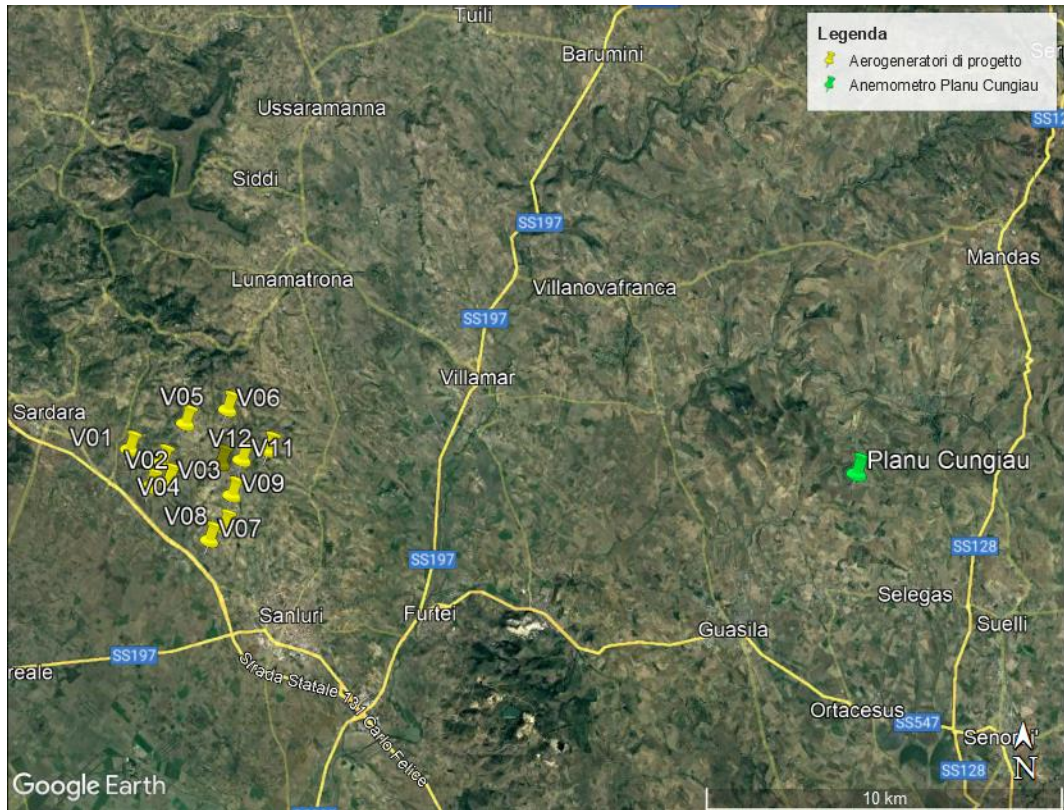 Legenda
Aerogeneratori di progetto
Anemometro Planu Cungiau
Tuili
Barumini
Ussaramanna
Siddi
SS197
Lunamatrona
Mandas
Villanovafranca
SS197
Villamar
Sardara
V05
V06
V01
V12
V11
V02
V03
V04
V09
V08
V07
Planu Cungiau
SS128
SS197
Selegas
Sanluri
Furtei
Guasila
Suelli
SS197
reale
Strada Statale 131 Carlo Felice
Ortacesus
SS547
Senorbì
SS128
N
Google Earth
10 km